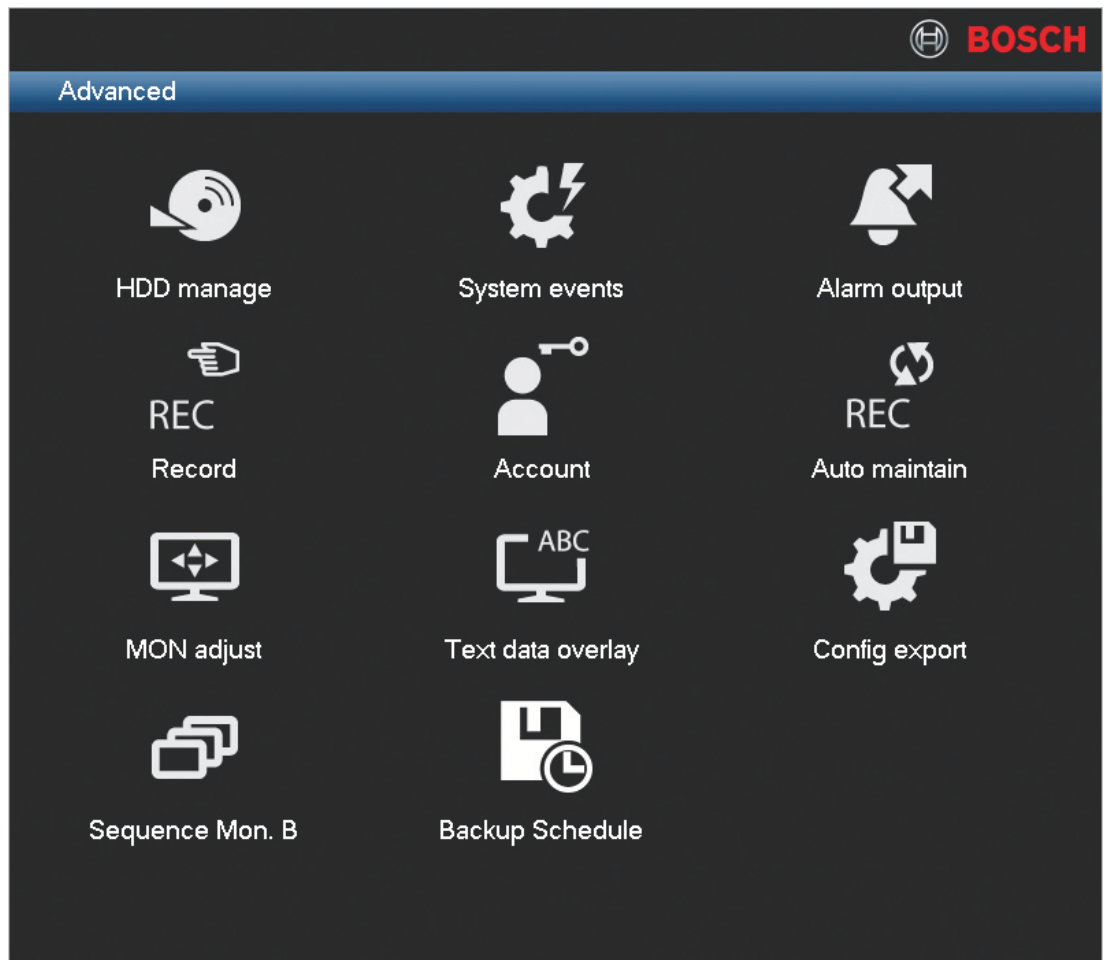 BOSCH
Advanced
HDD manage
System events
Alarm output
REC
Record
Account
REC
Auto maintain
MON adjust
ABC
Text data overlay
Config export
Sequence Mon. B
Backup Schedule